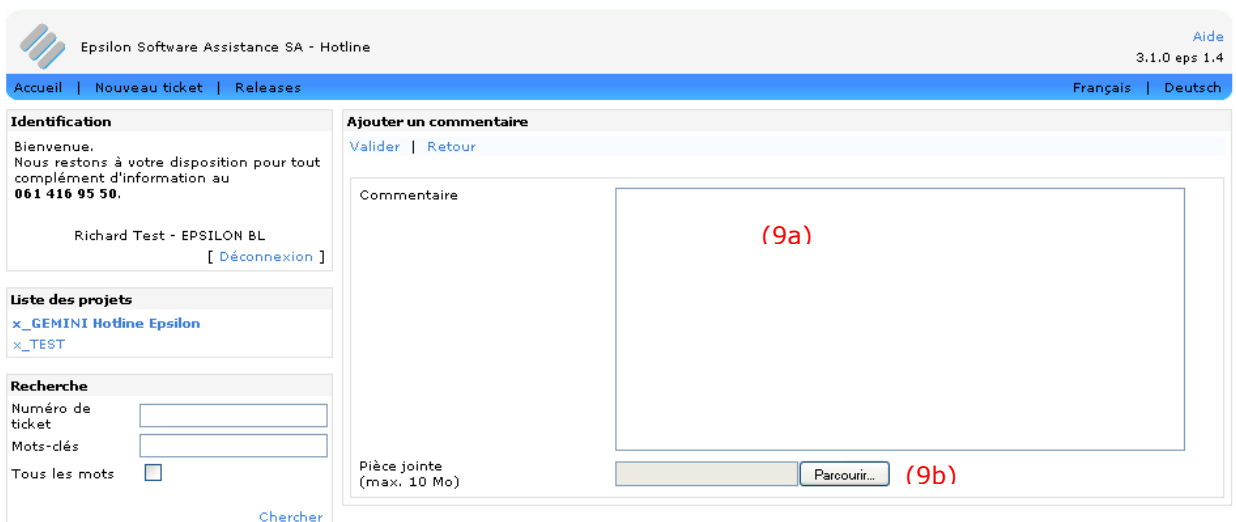 Epsilon Software Assistance SA - Hotline
Aide
3.1.0 eps 1.4
Accueil | Nouveau ticket | Releases
Français | Deutsch
Identification
Bienvenue.
Nous restons à votre disposition pour tout
complément d'information au
061 416 95 50.
Richard Test - EPSILON BL
[ Déconnexion ]
Liste des projets
x_GEMINI Hotline Epsilon
x_TEST
Recherche
Numéro de
ticket
Mots-clés
Tous les mots
Chercher
Ajouter un commentaire
Valider | Retour
Commentaire
(9a)
Pièce jointe
(max. 10 Mo)
Parcourir...
(9b)